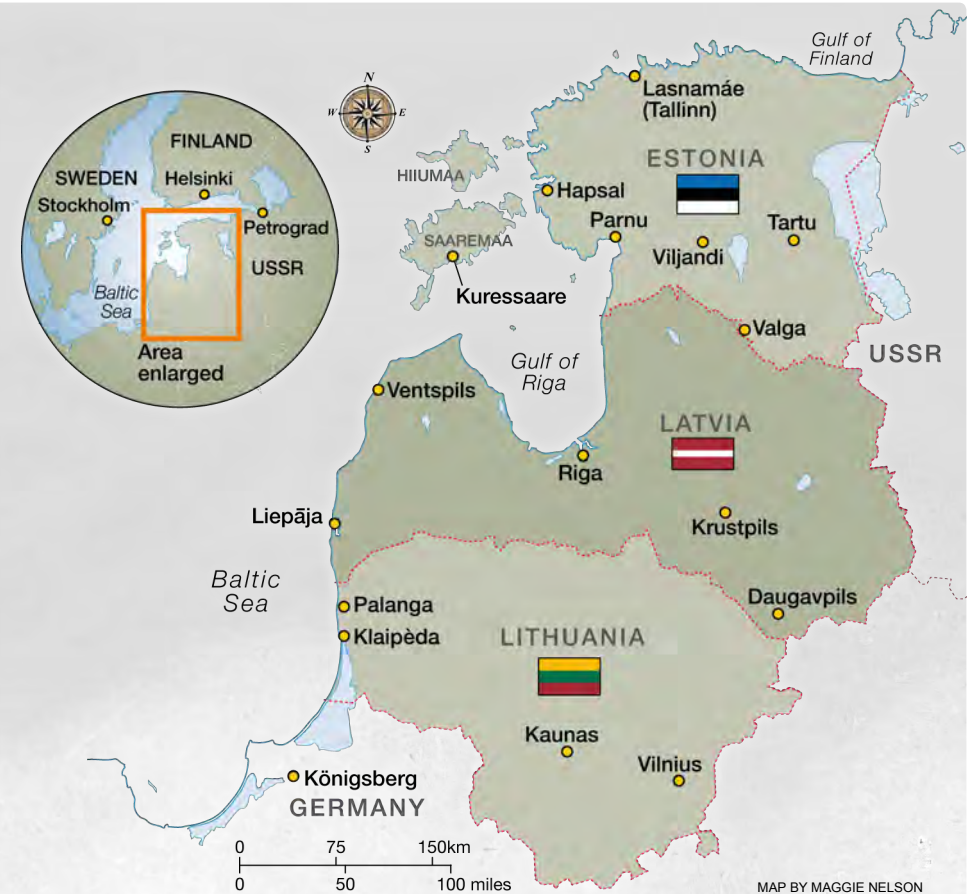 Gulf of
Finland
N
W
E
S
Lasnamáe
(Tallinn)
FINLAND
ESTONIA
SWEDEN
Helsinki
HIIUMAA
Hapsal
Stockholm
Petrograd
Parnu
Tartu
SAAREMAA
Viljandi
USSR
Baltic
Sea
Kuressaare
Valga
Area
enlarged
USSR
Gulf of
Riga
Ventspils
LATVIA
Riga
Liepāja
Krustpils
Baltic
Sea
Palanga
Daugavpils
Klaipèda
LITHUANIA
Kaunas
Vilnius
Königsberg
GERMANY
0 75 150km
0 50 100 miles
MAP BY MAGGIE NELSON